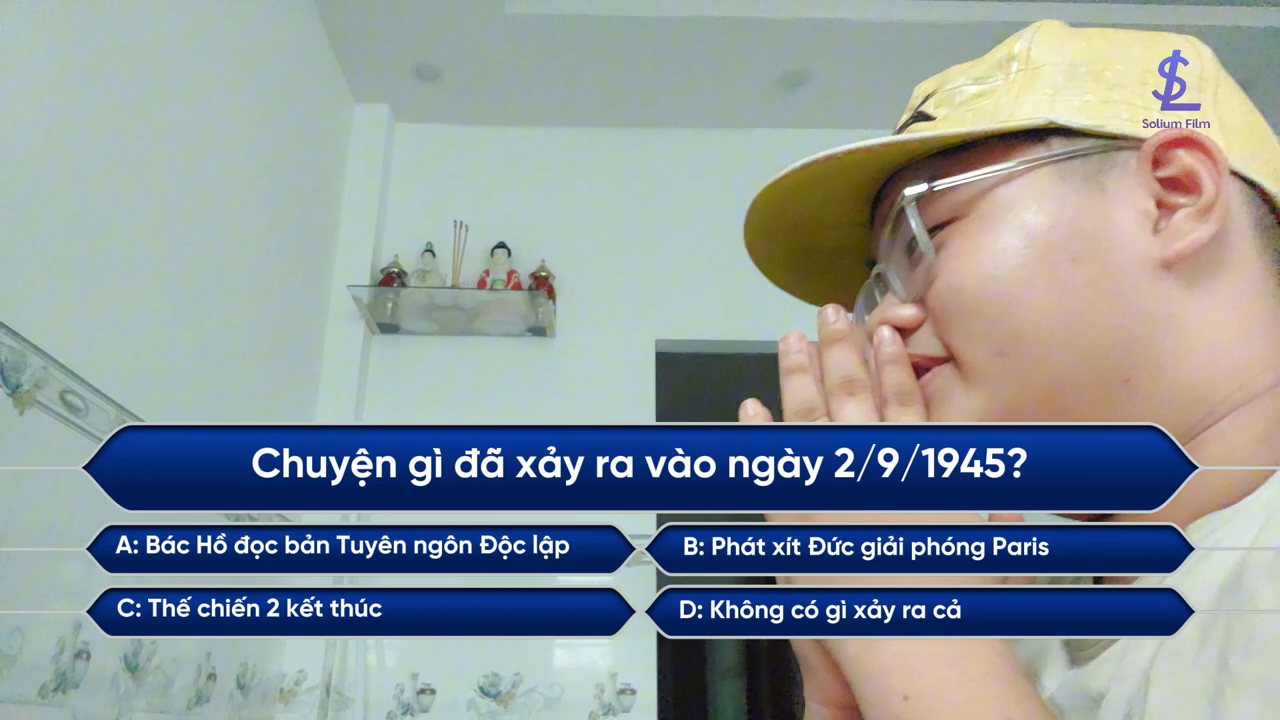 Solium Film
Chuyện gì đã xảy ra vào ngày 2/9/1945?
A: Bác Hồ đọc bản Tuyên ngôn Độc lập
B: Phát xít Đức giải phóng Paris
C: Thế chiến 2 kết thúc
D: Không có gì xảy ra cả